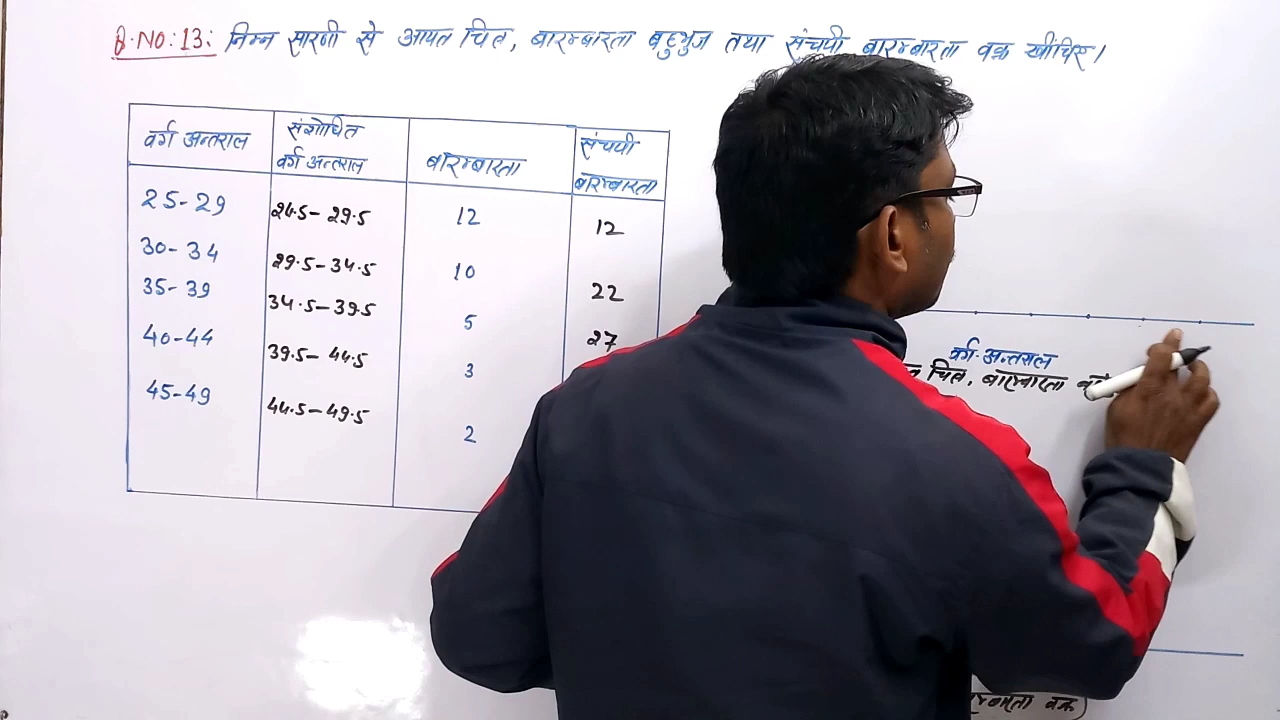 Q.NO:13: निम्न सारणी से आयत चित्र, बारम्बारता बहुभुज तथा संचयी बारम्बारता वक्र खींचिए।
वर्ग अन्तराल संशोधित वर्ग अन्तराल बारम्बारता संचयी बारम्बारता
25-29 24.5-29.5 12 12
30-34 29.5-34.5 10 22
35-39 34.5-39.5 5 27
40-44 39.5-44.5 3
45-49 44.5-49.5 2
वर्ग-अन्तराल
चित्र, बारम्बारता
वक्र